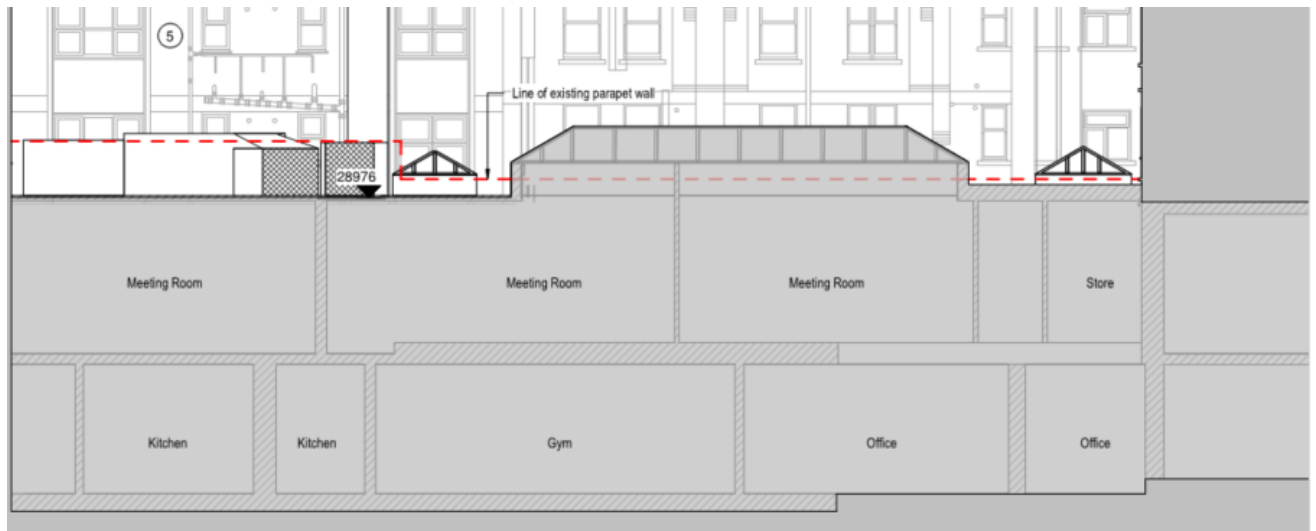 5
Line of existing parapet wall
28976
Meeting Room
Meeting Room
Meeting Room
Store
Kitchen
Kitchen
Gym
Office
Office